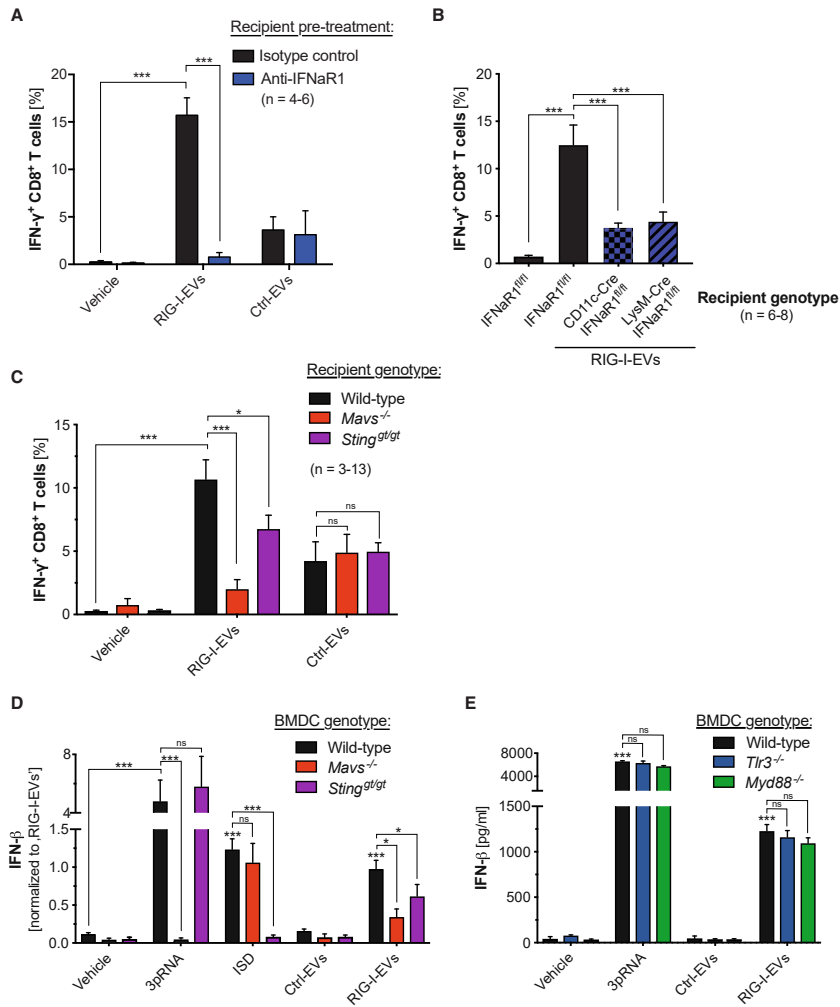 A
Recipient pre-treatment:
Isotype control
Anti-IFNaR1
(n = 4-6)
IFN-γ+ CD8+ T cells [%]
20
15
10
5
0
***
***
Vehicle
RIG-I-EVs
Ctrl-EVs
B
IFN-γ+ CD8+ T cells [%]
20
15
10
5
0
***
***
***
IFNaR1fl/fl
IFNaR1fl/fl
CD11c-Cre
IFNaR1fl/fl
LysM-Cre
IFNaR1fl/fl
Recipient genotype
(n = 6-8)
RIG-I-EVs
C
Recipient genotype:
Wild-type
Mavs-/-
Stinggt/gt
(n = 3-13)
IFN-γ+ CD8+ T cells [%]
15
10
5
0
***
***
*
ns
ns
Vehicle
RIG-I-EVs
Ctrl-EVs
D
BMDC genotype:
Wild-type
Mavs-/-
Stinggt/gt
IFN-β
[normalized to ‚RIG-I-EVs']
8
4
1.5
1.0
0.5
0.0
***
***
ns
***
ns
***
***
*
*
Vehicle
3pRNA
ISD
Ctrl-EVs
RIG-I-EVs
E
BMDC genotype:
Wild-type
Tlr3-/-
Myd88-/-
IFN-β [pg/ml]
8000
6000
4000
1500
1000
500
0
***
ns
ns
***
ns
ns
Vehicle
3pRNA
Ctrl-EVs
RIG-I-EVs